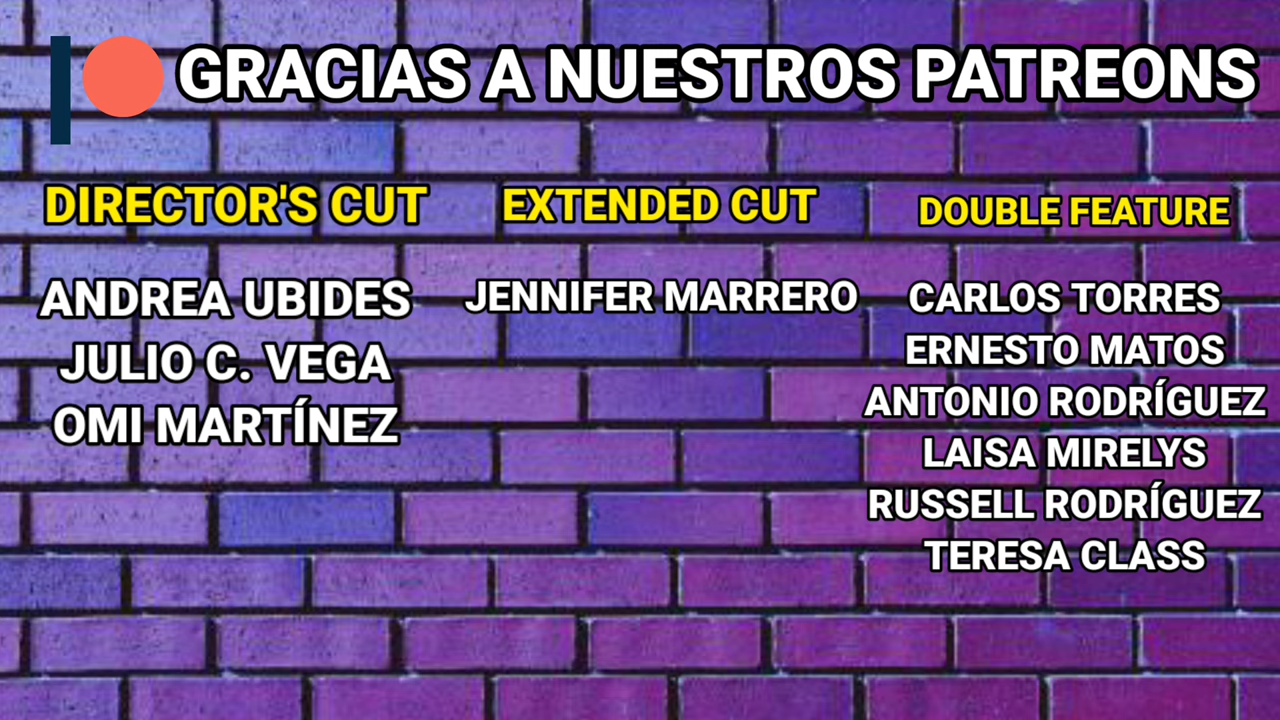 GRACIAS A NUESTROS PATREONS
DIRECTOR'S CUT
ANDREA UBIDES
JULIO C. VEGA
OMI MARTÍNEZ
EXTENDED CUT
JENNIFER MARRERO
DOUBLE FEATURE
CARLOS TORRES
ERNESTO MATOS
ANTONIO RODRÍGUEZ
LAISA MIRELYS
RUSSELL RODRÍGUEZ
TERESA CLASS